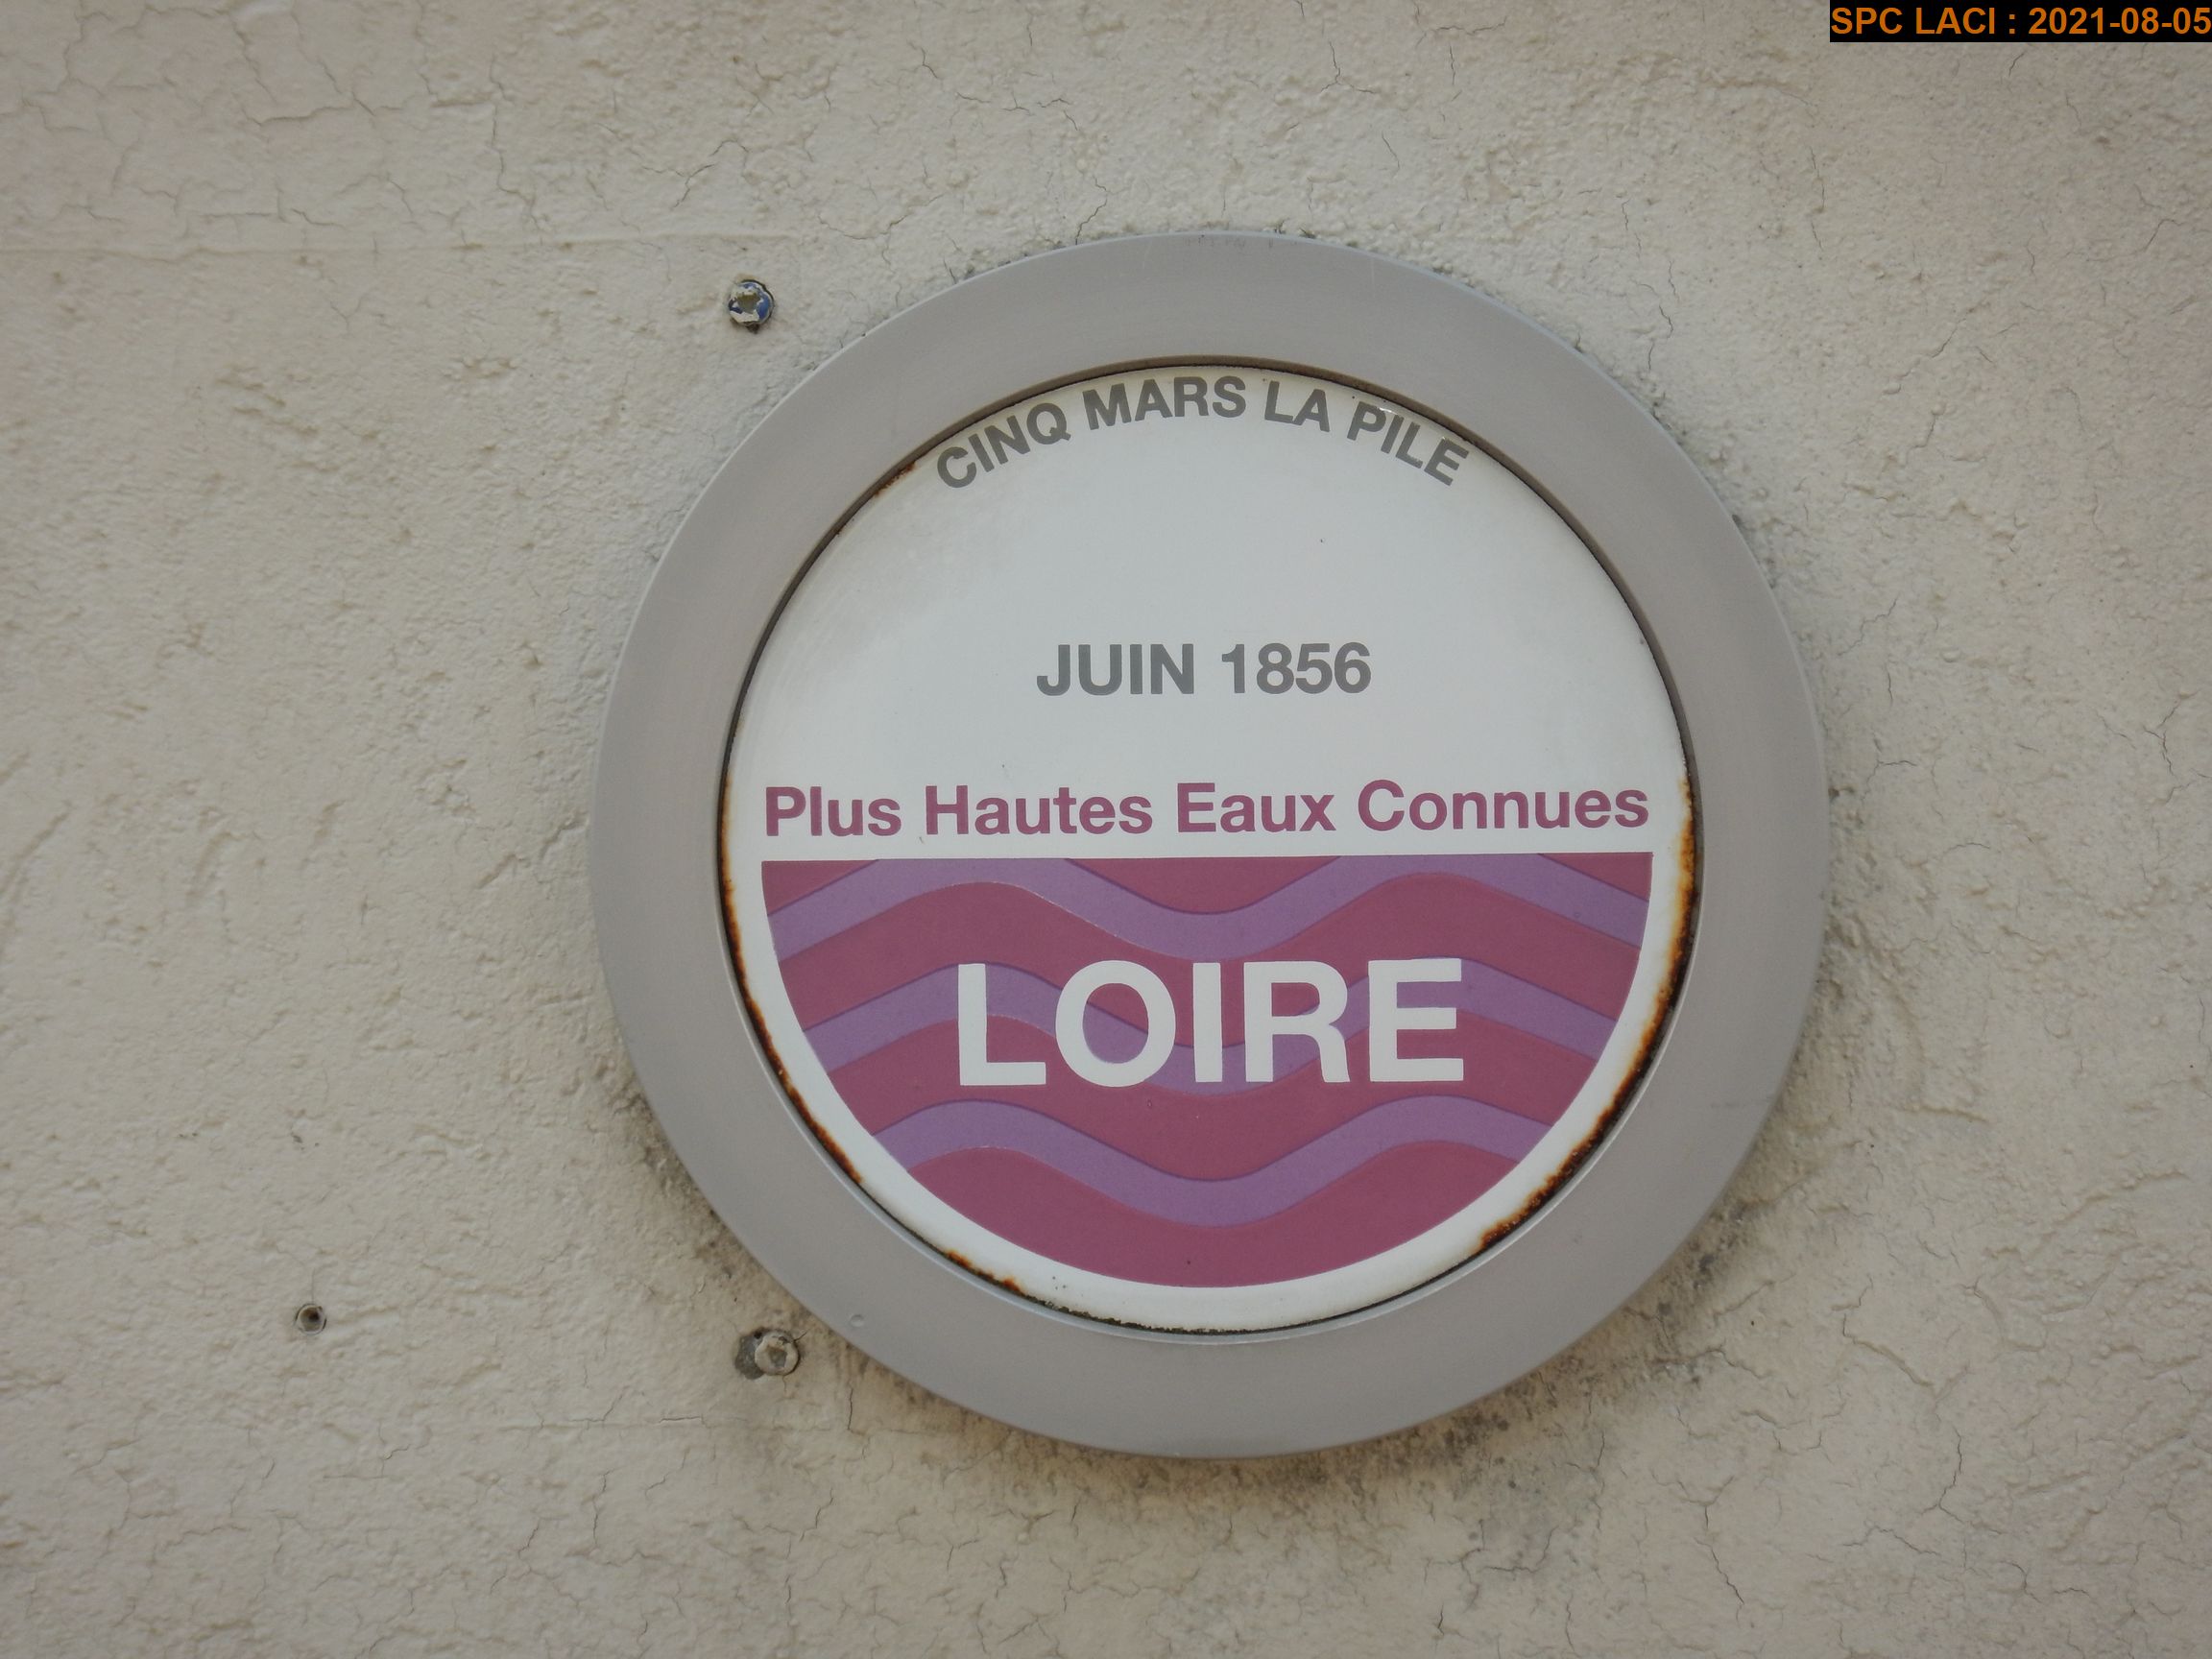 SPC LACI : 2021-08-05
CINQ MARS LA PILE
JUIN 1856
Plus Hautes Eaux Connues
LOIRE